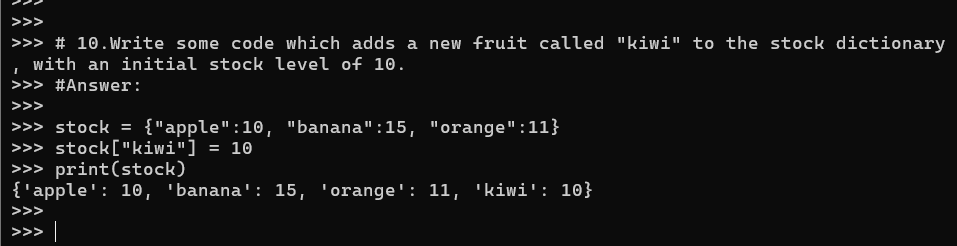 >>>
>>>
>>> # 10.Write some code which adds a new fruit called "kiwi" to the stock dictionary
, with an initial stock level of 10.
>>> #Answer:
>>>
>>> stock = {"apple":10, "banana":15, "orange":11}
>>> stock["kiwi"] = 10
>>> print(stock)
{'apple': 10, 'banana': 15, 'orange': 11, 'kiwi': 10}
>>>
>>>